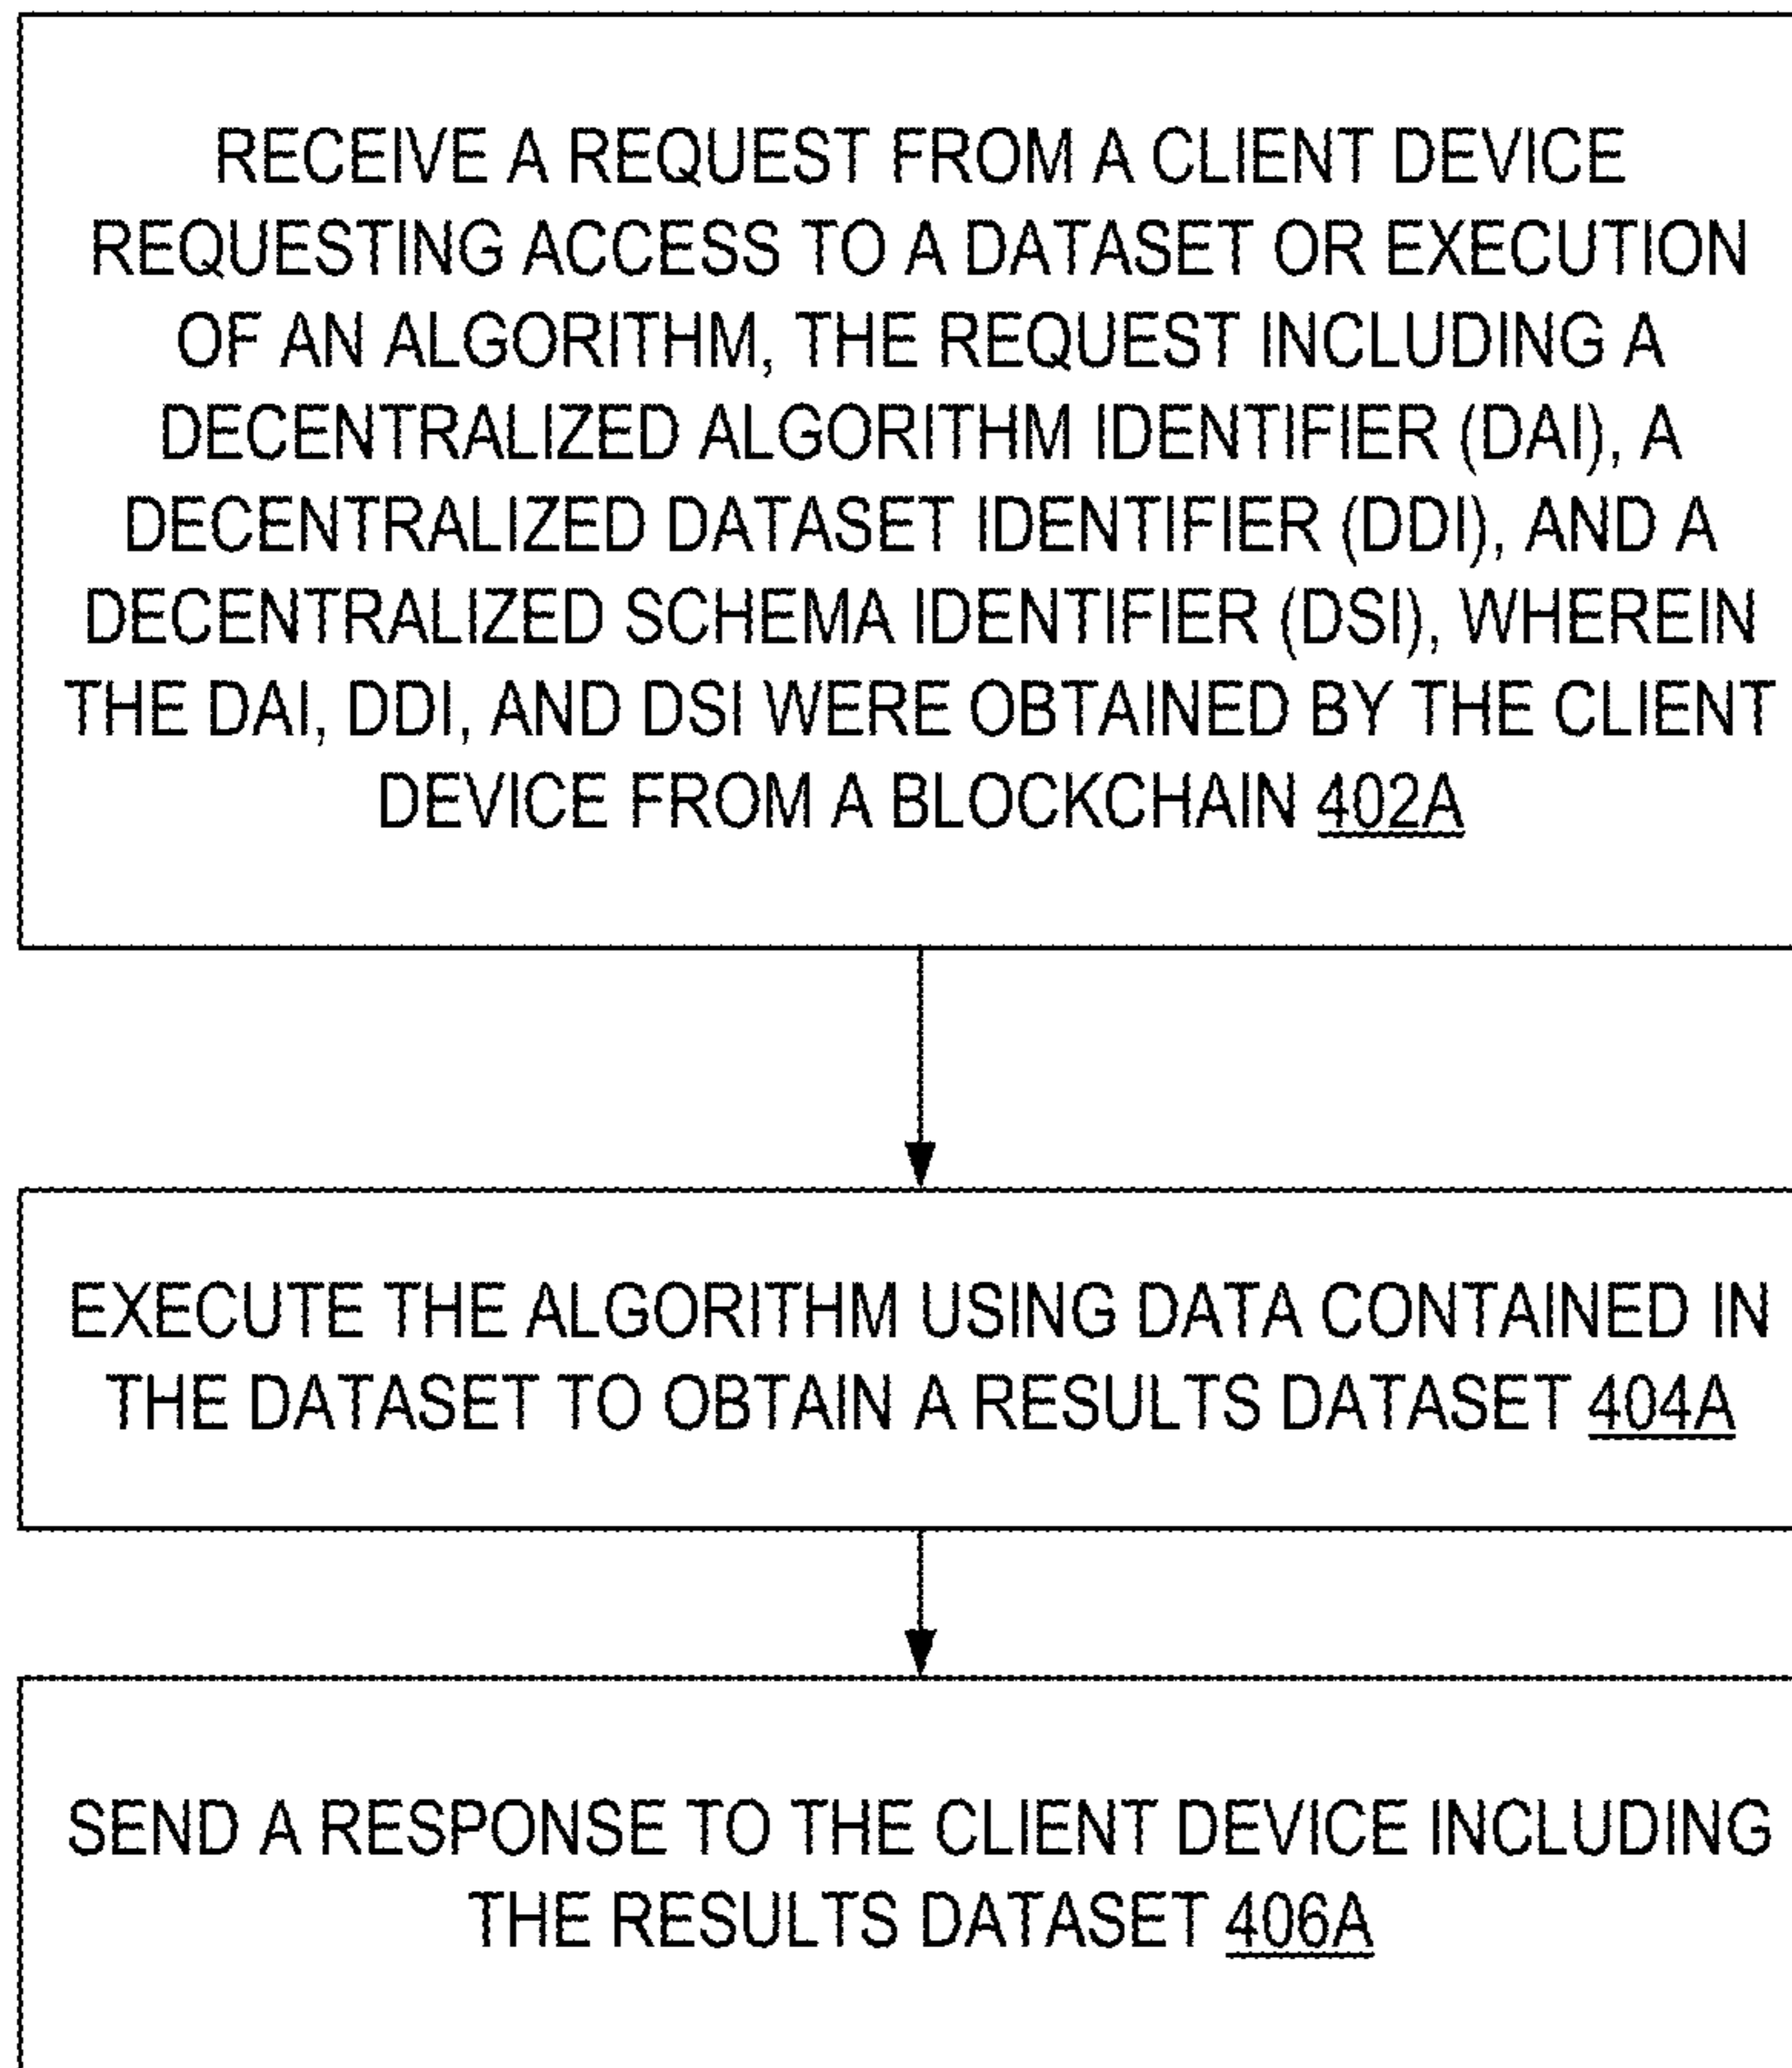 RECEIVE A REQUEST FROM A CLIENT DEVICE
REQUESTING ACCESS TO A DATASET OR EXECUTION
OF AN ALGORITHM, THE REQUEST INCLUDING A
DECENTRALIZED ALGORITHM IDENTIFIER (DAI), A
DECENTRALIZED DATASET IDENTIFIER (DDI), AND A
DECENTRALIZED SCHEMA IDENTIFIER (DSI), WHEREIN
THE DAI, DDI, AND DSI WERE OBTAINED BY THE CLIENT
DEVICE FROM A BLOCKCHAIN 402A
EXECUTE THE ALGORITHM USING DATA CONTAINED IN
THE DATASET TO OBTAIN A RESULTS DATASET 404A
SEND A RESPONSE TO THE CLIENT DEVICE INCLUDING
THE RESULTS DATASET 406A